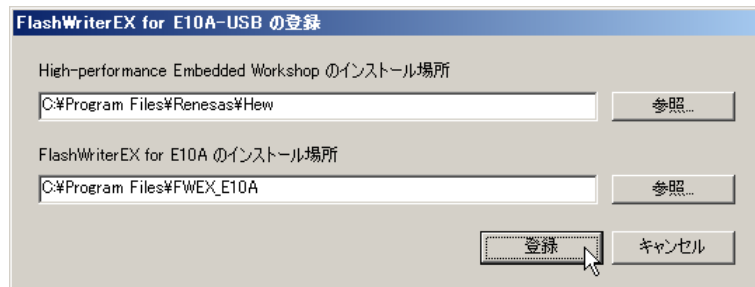 FlashWriterEX for E10A-USB の登録
High-performance Embedded Workshop のインストール場所
C:¥Program Files¥Renesas¥Hew
参照...
FlashWriterEX for E10A のインストール場所
C:¥Program Files¥FWEX_E10A
参照...
登録 キャンセル